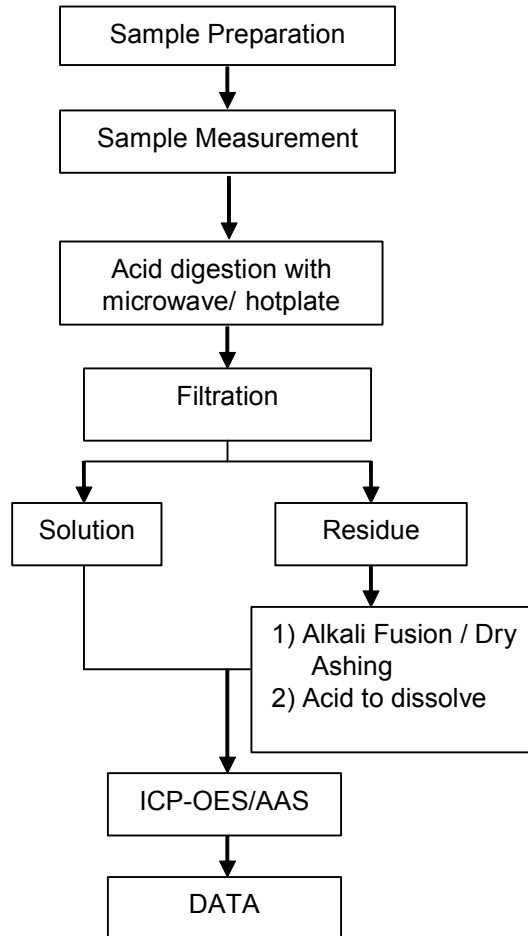 Sample Preparation
Sample Measurement
Acid digestion with
microwave/ hotplate
Filtration
Solution
Residue
1) Alkali Fusion / Dry
Ashing
2) Acid to dissolve
ICP-OES/AAS
DATA